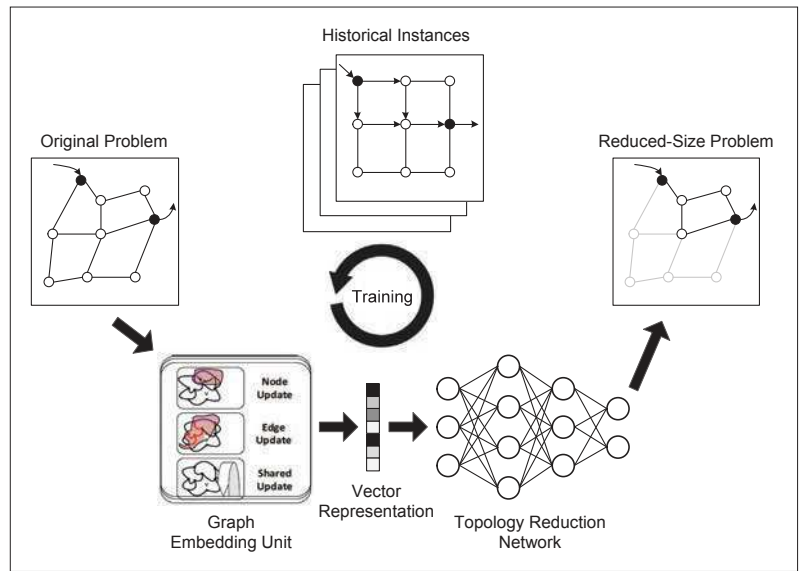 Historical Instances
Original Problem
Reduced-Size Problem
Training
Node
Update
Edge
Update
Shared
Update
Graph
Embedding Unit
Vector
Representation
Topology Reduction
Network